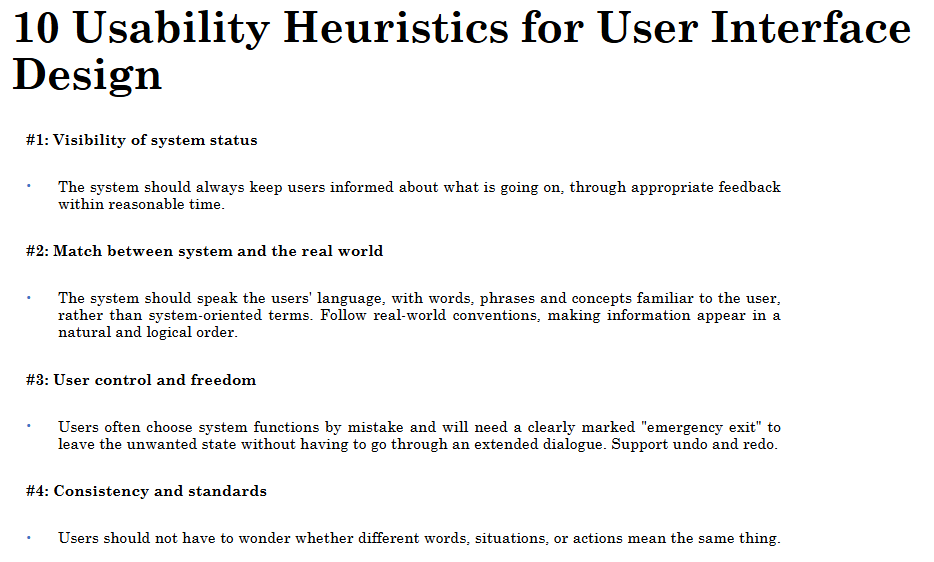 10 Usability Heuristics for User Interface
Design
#1: Visibility of system status
· The system should always keep users informed about what is going on, through appropriate feedback
within reasonable time.
#2: Match between system and the real world
· The system should speak the users' language, with words, phrases and concepts familiar to the user,
rather than system-oriented terms. Follow real-world conventions, making information appear in a
natural and logical order.
#3: User control and freedom
· Users often choose system functions by mistake and will need a clearly marked "emergency exit" to
leave the unwanted state without having to go through an extended dialogue. Support undo and redo.
#4: Consistency and standards
· Users should not have to wonder whether different words, situations, or actions mean the same thing.